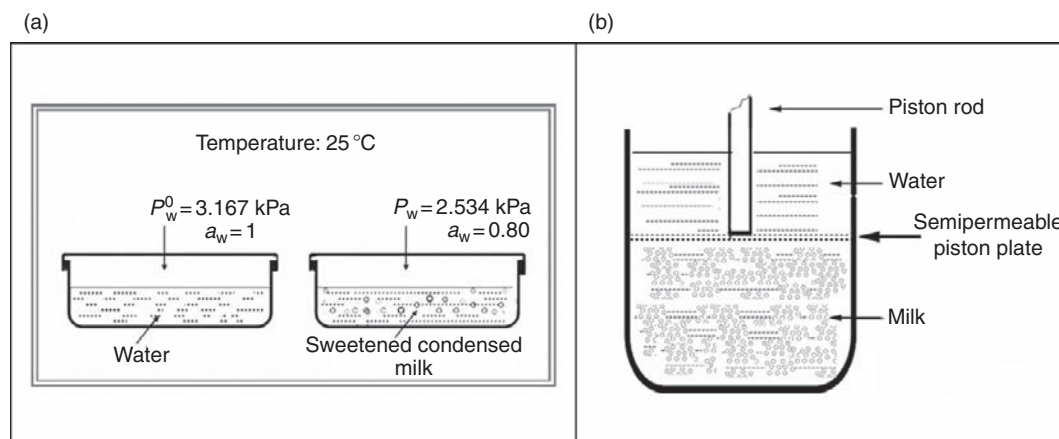 (a)
Temperature: 25 °C
P⁰w = 3.167 kPa
aw = 1
Pw = 2.534 kPa
aw = 0.80
Water
Sweetened condensed
milk
(b)
Piston rod
Water
Semipermeable
piston plate
Milk